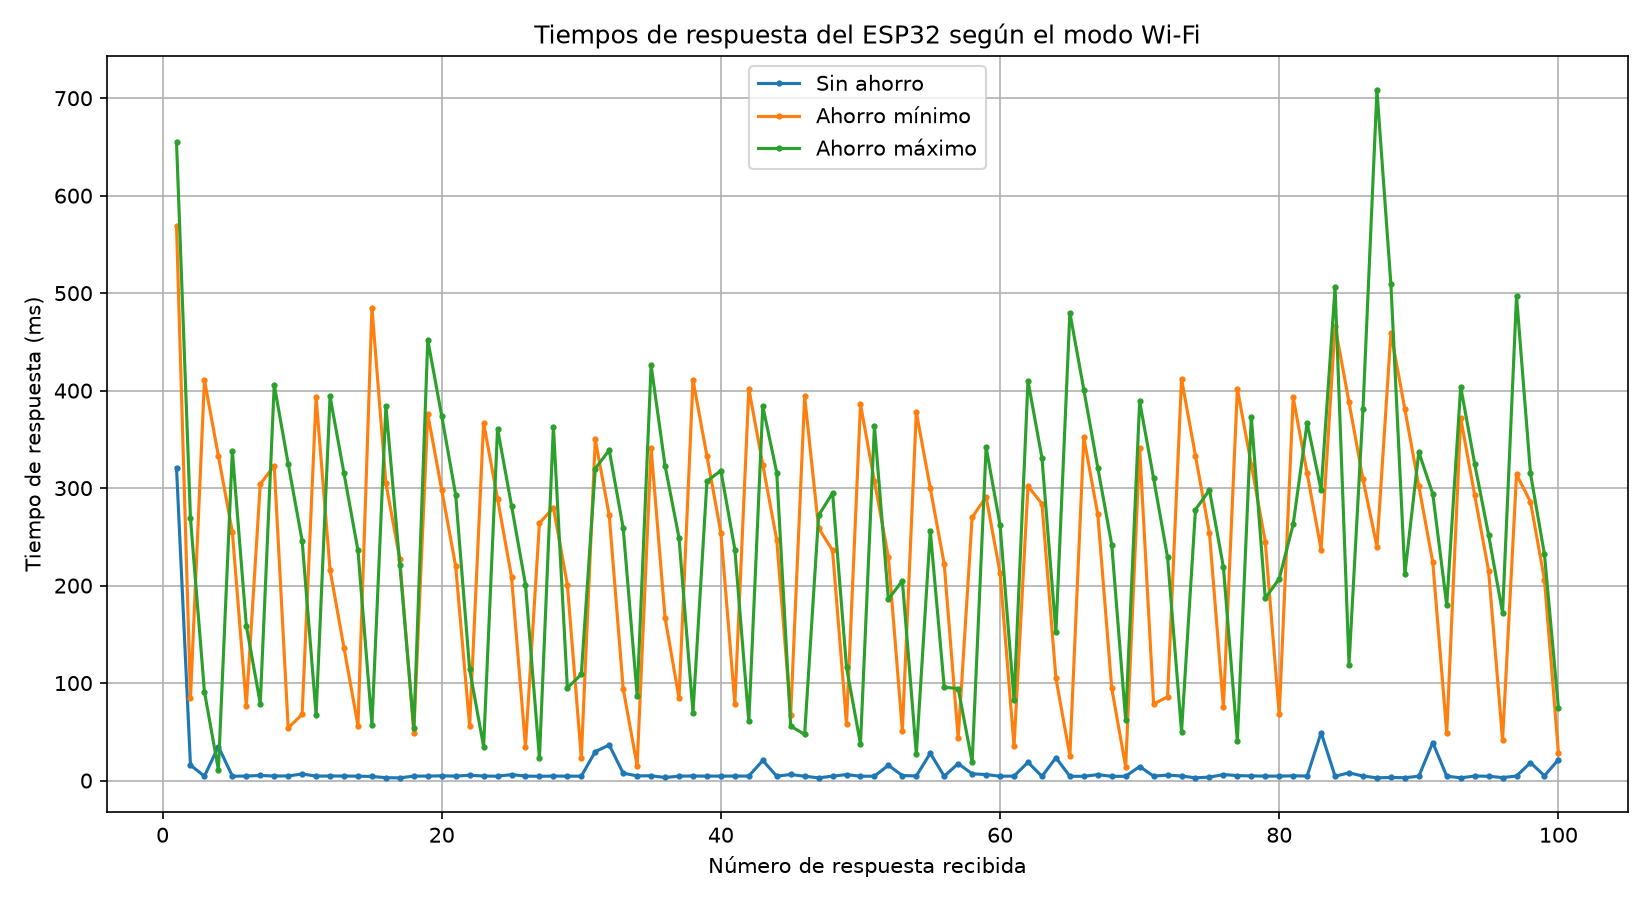 Tiempos de respuesta del ESP32 según el modo Wi-Fi
Sin ahorro
Ahorro mínimo
Ahorro máximo
Tiempo de respuesta (ms)
700
600
500
400
300
200
100
0
0 20 40 60 80 100
Número de respuesta recibida